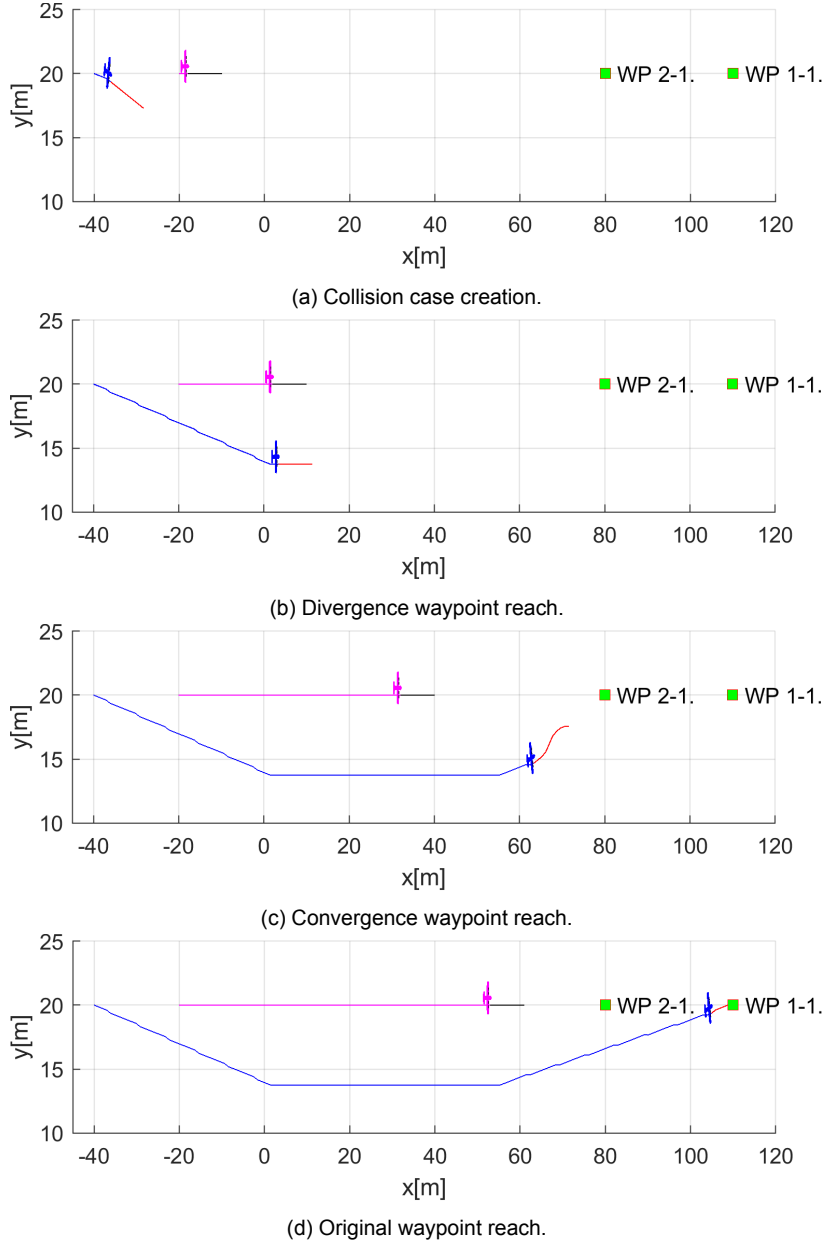 25
20
15
10
y[m]
WP 2-1.
WP 1-1.
-40 -20 0 20 40 60 80 100 120
x[m]
(a) Collision case creation.
25
20
15
10
y[m]
WP 2-1.
WP 1-1.
-40 -20 0 20 40 60 80 100 120
x[m]
(b) Divergence waypoint reach.
25
20
15
10
y[m]
WP 2-1.
WP 1-1.
-40 -20 0 20 40 60 80 100 120
x[m]
(c) Convergence waypoint reach.
25
20
15
10
y[m]
WP 2-1.
WP 1-1.
-40 -20 0 20 40 60 80 100 120
x[m]
(d) Original waypoint reach.